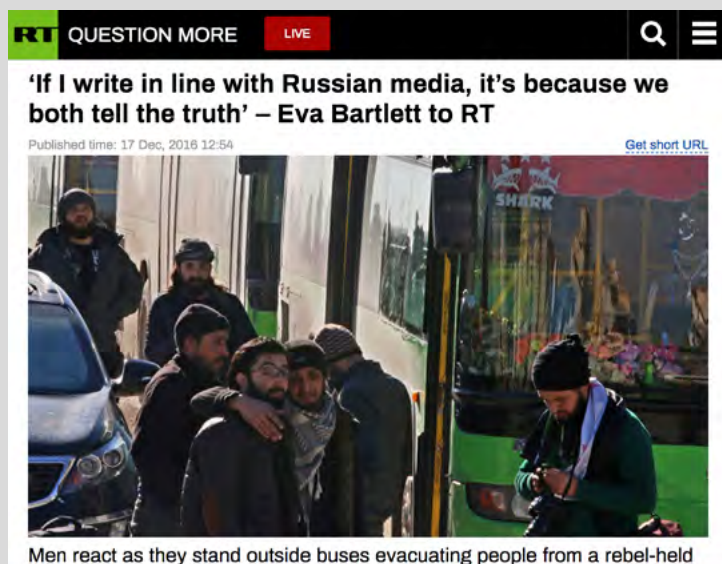 RT QUESTION MORE LIVE
‘If I write in line with Russian media, it’s because we
both tell the truth’ – Eva Bartlett to RT
Published time: 17 Dec, 2016 12:54 Get short URL
SHARK
Men react as they stand outside buses evacuating people from a rebel-held